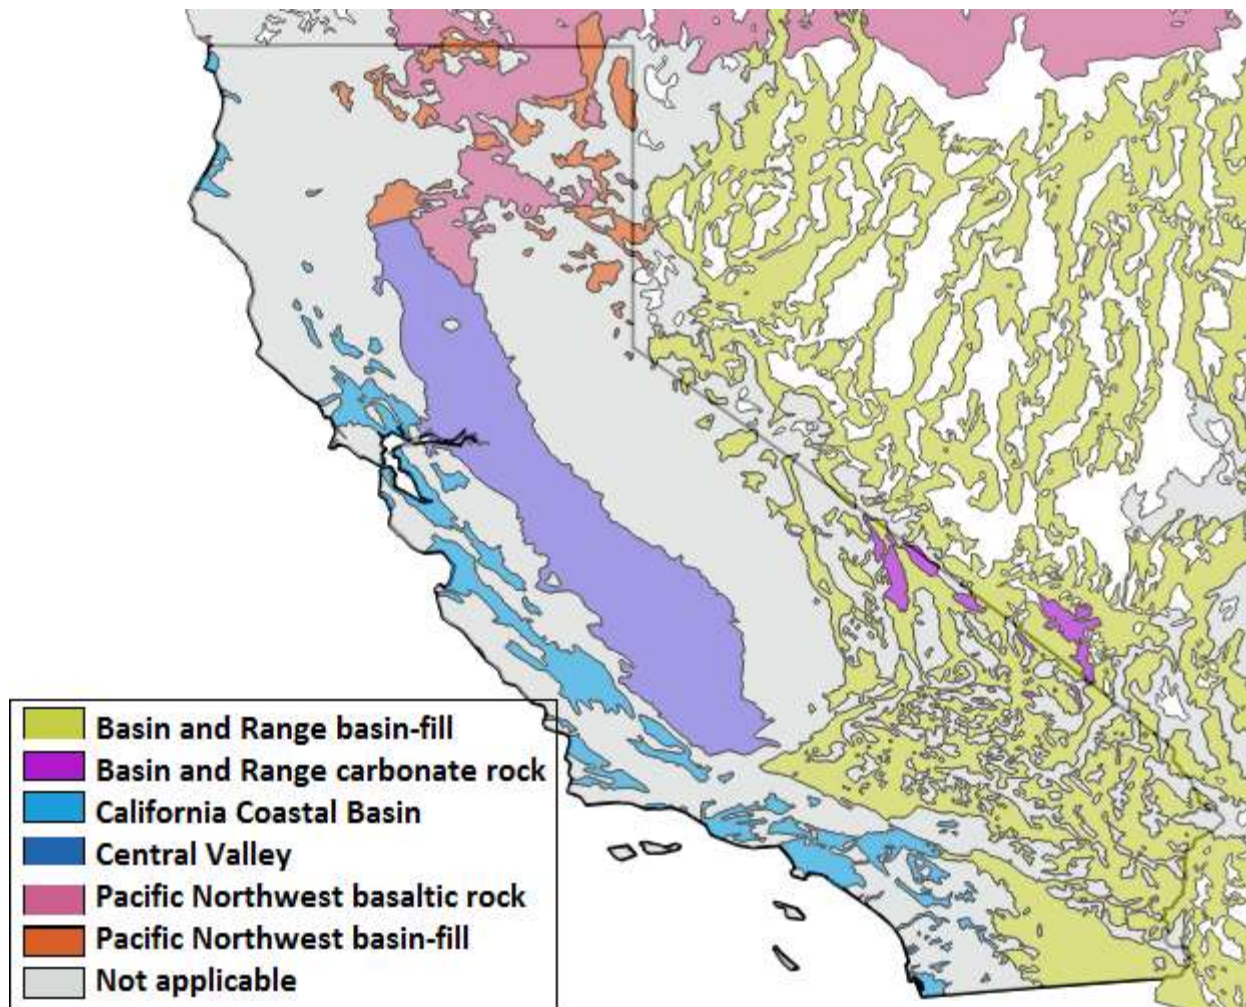 Basin and Range basin-fill
Basin and Range carbonate rock
California Coastal Basin
Central Valley
Pacific Northwest basaltic rock
Pacific Northwest basin-fill
Not applicable